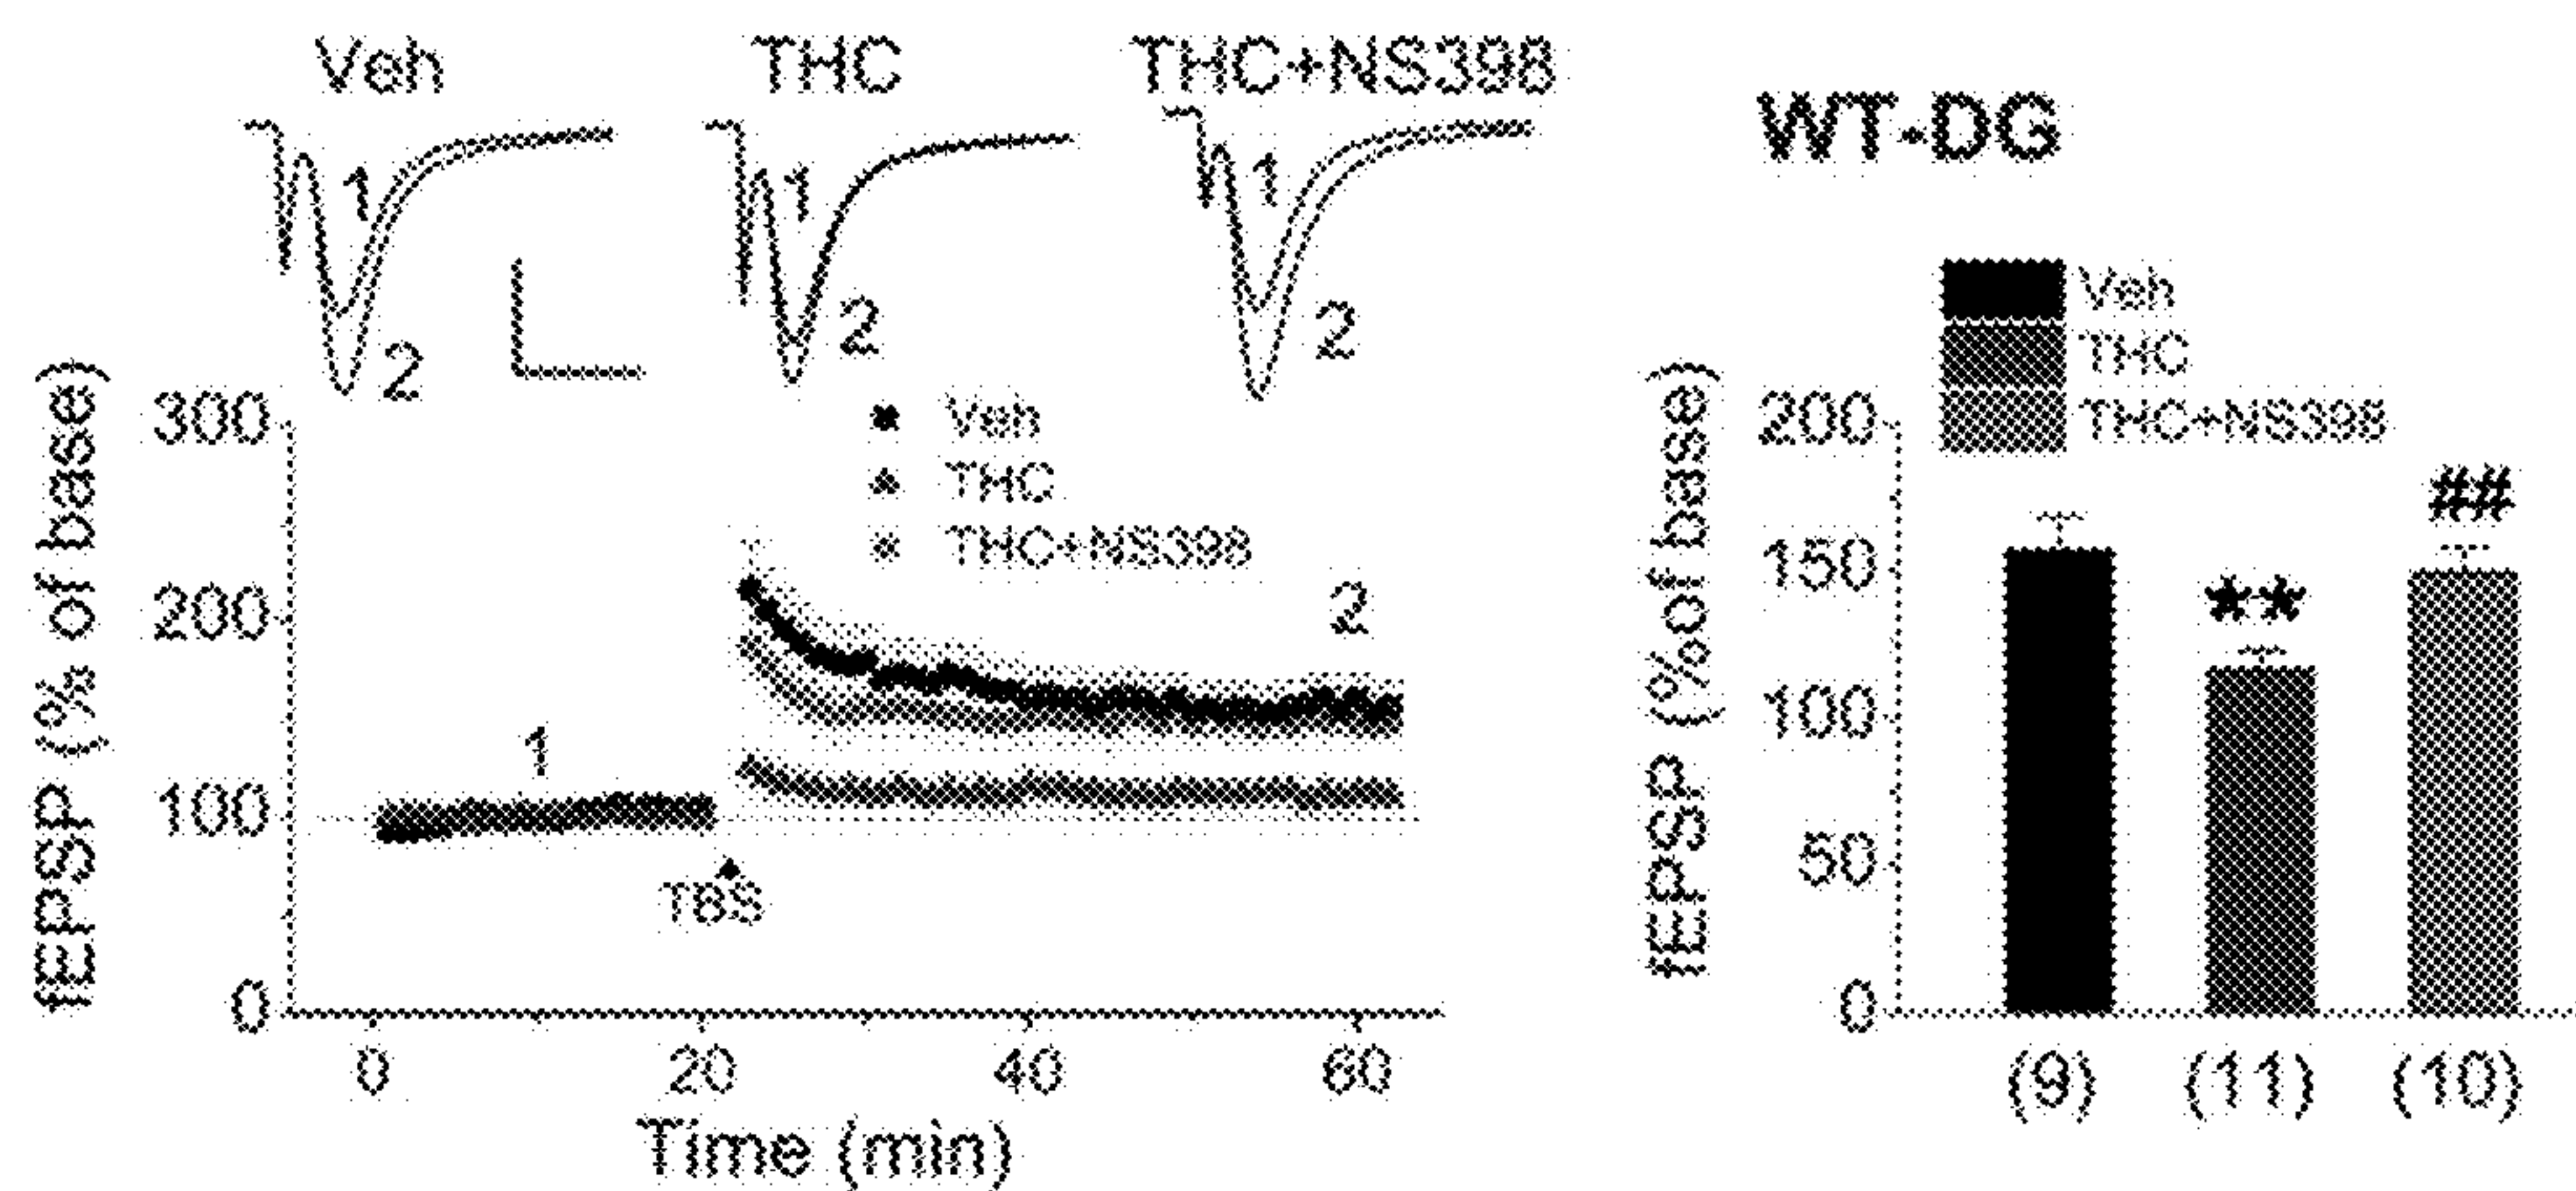 Veh
THC
THC+NS398
1
2
1
2
1
2
fEPSP (% of base)
300
200
100
0
Veh
THC
THC+NS398
1
2
TBS
0
20
40
60
Time (min)
WT-DG
Veh
THC
THC+NS398
fEPSP (% of base)
200
150
100
50
0
**
##
(9)
(11)
(10)